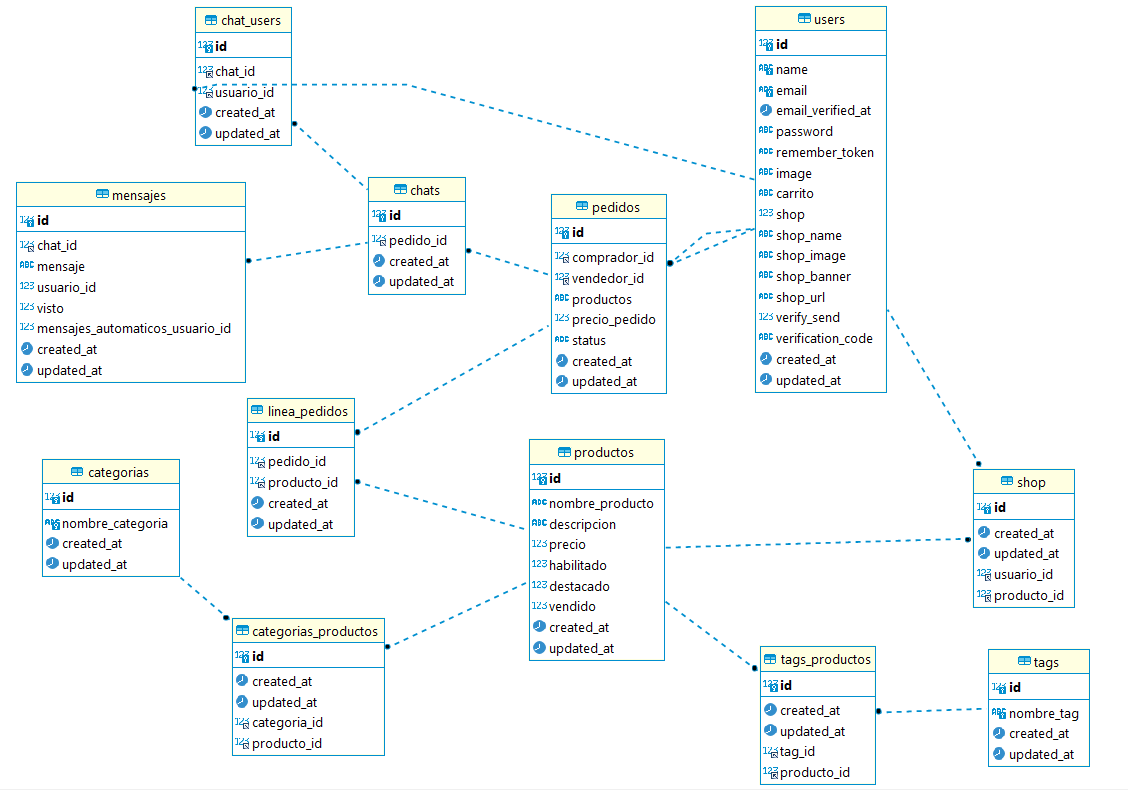 chat_users
id
chat_id
usuario_id
created_at
updated_at
users
id
name
email
email_verified_at
password
remember_token
image
carrito
shop
shop_name
shop_image
shop_banner
shop_url
verify_send
verification_code
created_at
updated_at
mensajes
id
chat_id
mensaje
usuario_id
visto
mensajes_automaticos_usuario_id
created_at
updated_at
chats
id
pedido_id
created_at
updated_at
pedidos
id
comprador_id
vendedor_id
productos
precio_pedido
status
created_at
updated_at
linea_pedidos
id
pedido_id
producto_id
created_at
updated_at
categorias
id
nombre_categoria
created_at
updated_at
productos
id
nombre_producto
descripcion
precio
habilitado
destacado
vendido
created_at
updated_at
shop
id
created_at
updated_at
usuario_id
producto_id
categorias_productos
id
created_at
updated_at
categoria_id
producto_id
tags_productos
id
created_at
updated_at
tag_id
producto_id
tags
id
nombre_tag
created_at
updated_at